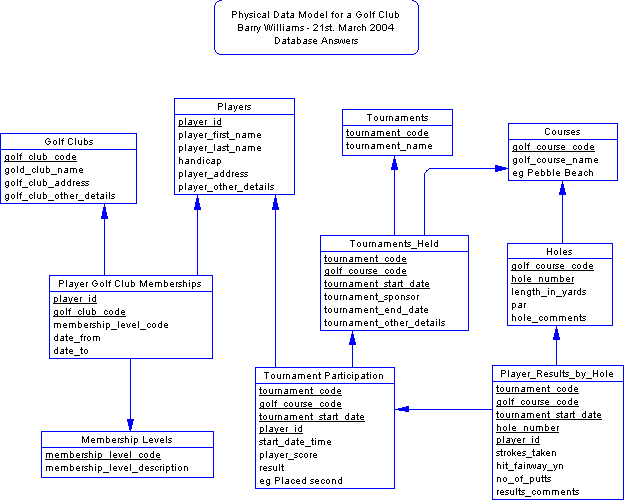 Physical Data Model for a Golf Club
Barry Williams - 21st. March 2004
Database Answers
Players
player_id
player_first_name
player_last_name
handicap
player_address
player_other_details
Tournaments
tournament_code
tournament_name
Courses
golf_course_code
golf_course_name
eg Pebble Beach
Golf Clubs
golf_club_code
gold_club_name
golf_club_address
golf_club_other_details
Tournaments_Held
tournament_code
golf_course_code
tournament_start_date
tournament_sponsor
tournament_end_date
tournament_other_details
Holes
golf_course_code
hole_number
length_in_yards
par
hole_comments
Player Golf Club Memberships
player_id
golf_club_code
membership_level_code
date_from
date_to
Tournament Participation
tournament_code
golf_course_code
tournament_start_date
player_id
start_date_time
player_score
result
eg Placed second
Player_Results_by_Hole
tournament_code
golf_course_code
tournament_start_date
hole_number
player_id
strokes_taken
hit_fairway_yn
no_of_putts
results_comments
Membership Levels
membership_level_code
membership_level_description